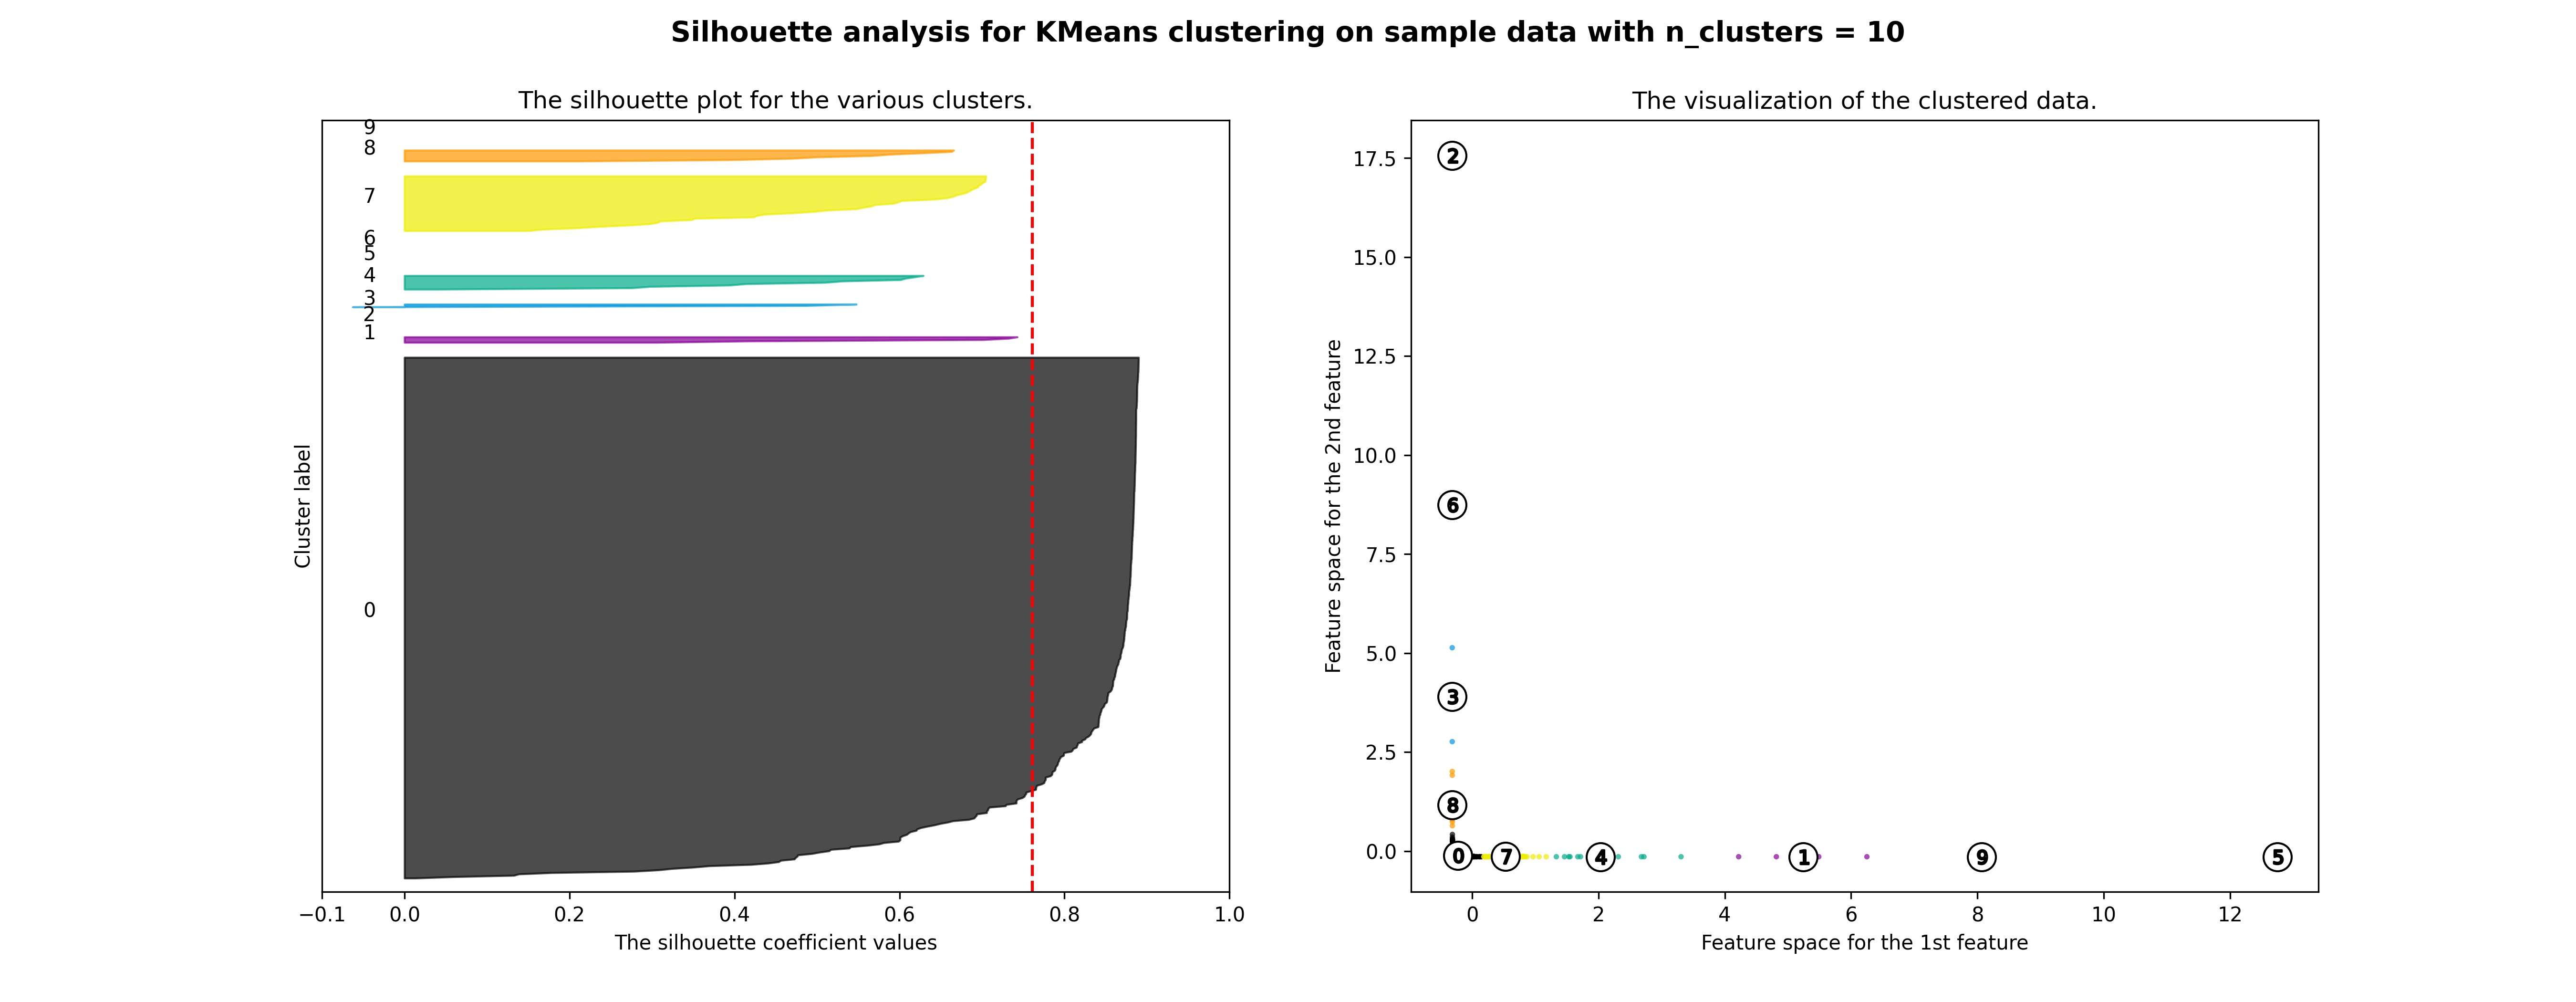 Silhouette analysis for KMeans clustering on sample data with n_clusters = 10
The silhouette plot for the various clusters.
9
8
7
6
5
4
3
2
1
0
Cluster label
−0.1 0.0 0.2 0.4 0.6 0.8 1.0
The silhouette coefficient values
The visualization of the clustered data.
17.5
15.0
12.5
10.0
7.5
5.0
2.5
0.0
Feature space for the 2nd feature
2
6
3
8
0 7 4 1 9 5
0 2 4 6 8 10 12
Feature space for the 1st feature